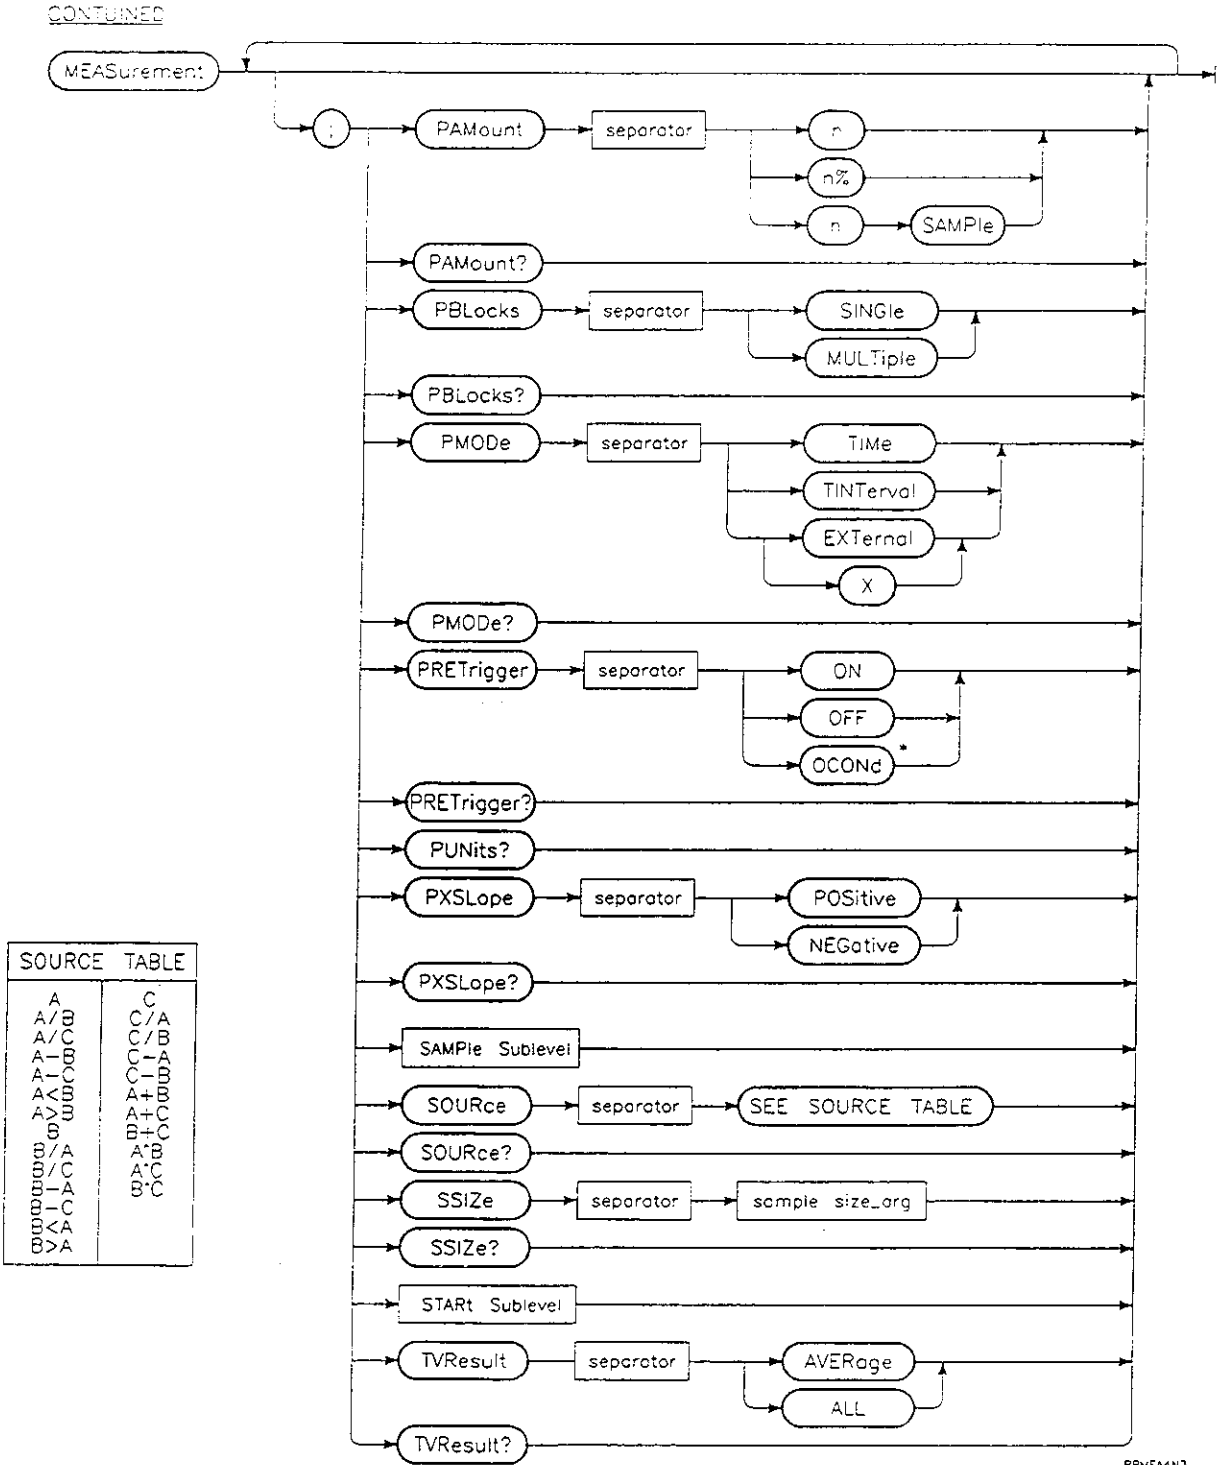 CONTUINED
MEASurement
;
PAMount separator n
n%
n SAMPle
PAMount?
PBLocks separator SINGle
MULTiple
PBLocks?
PMODe separator TIMe
TINTerval
EXTernal
X
PMODe?
PRETrigger separator ON
OFF
OCONd *
PRETrigger?
PUNits?
PXSLope separator POSitive
NEGative
PXSLope?
SAMPle Sublevel
SOURce separator SEE SOURCE TABLE
SOURce?
SSIZe separator sample size_arg
SSIZe?
STARt Sublevel
TVResult separator AVERage
ALL
TVResult?
SOURCE TABLE
A C
A/B C/A
A/C C/B
A-B C-A
A-C C-B
A<B A+B
A>B A+C
B B+C
B/A A*B
B/C A*C
B-A B*C
B-C
B<A
B>A